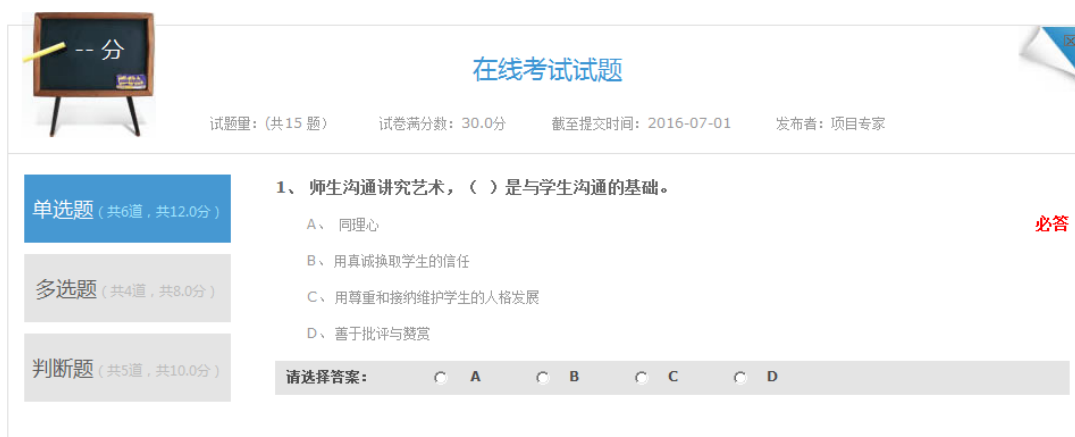 -- 分
在线考试试题
试题量：(共15 题） 试卷满分数：30.0分 截至提交时间：2016-07-01 发布者：项目专家
单选题（共6道，共12.0分）
多选题（共4道，共8.0分）
判断题（共5道，共10.0分）
1、 师生沟通讲究艺术，（ ）是与学生沟通的基础。
必答
A、 同理心
B、用真诚换取学生的信任
C、用尊重和接纳维护学生的人格发展
D、善于批评与赞赏
请选择答案： A B C D